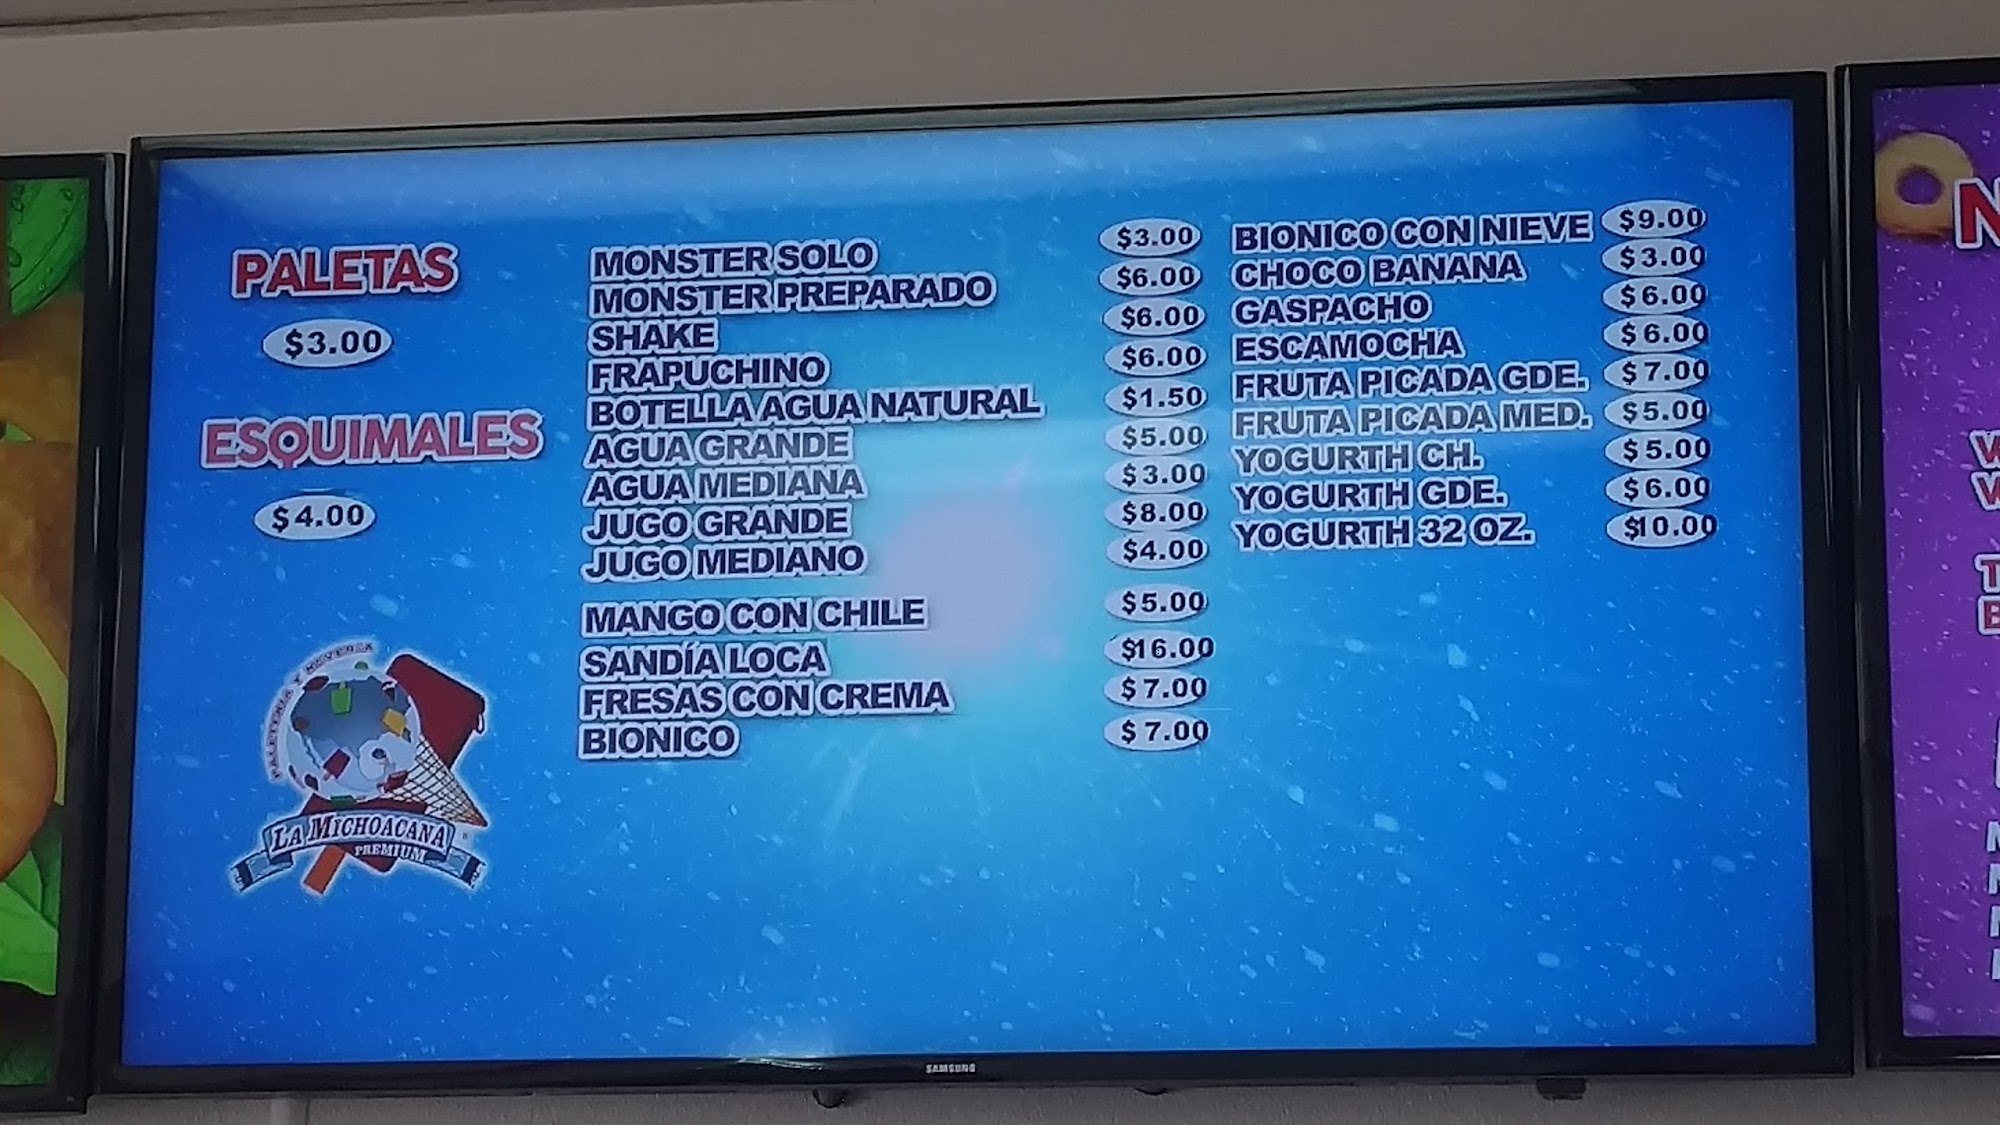 PALETAS
$3.00
ESQUIMALES
$4.00
MONSTER SOLO $3.00
MONSTER PREPARADO $6.00
SHAKE $6.00
FRAPUCHINO $6.00
BOTELLA AGUA NATURAL $1.50
AGUA GRANDE $5.00
AGUA MEDIANA $3.00
JUGO GRANDE $8.00
JUGO MEDIANO $4.00
MANGO CON CHILE $5.00
SANDÍA LOCA $16.00
FRESAS CON CREMA $7.00
BIONICO $7.00
BIONICO CON NIEVE $9.00
CHOCO BANANA $3.00
GASPACHO $6.00
ESCAMOCHA $6.00
FRUTA PICADA GDE. $7.00
FRUTA PICADA MED. $5.00
YOGURTH CH. $5.00
YOGURTH GDE. $6.00
YOGURTH 32 OZ. $10.00
PALETERIA Y NEVERIA
LA MICHOACANA
PREMIUM
SAMSUNG
N